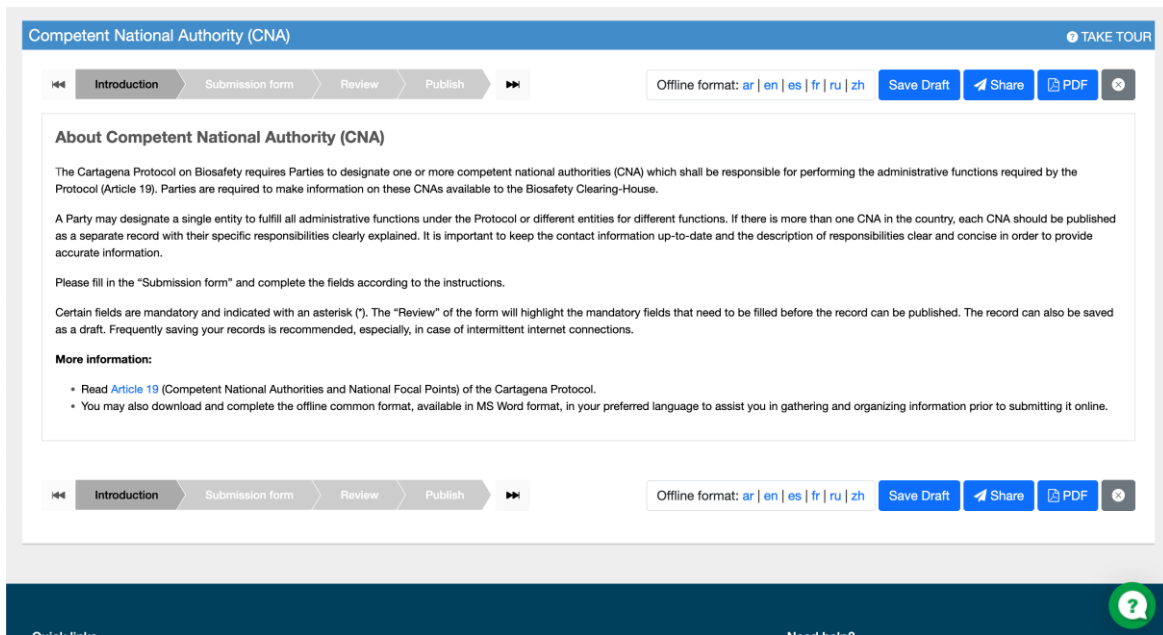 Competent National Authority (CNA)
TAKE TOUR
Introduction
Submission form
Review
Publish
Offline format: ar | en | es | fr | ru | zh
Save Draft
Share
PDF
About Competent National Authority (CNA)
The Cartagena Protocol on Biosafety requires Parties to designate one or more competent national authorities (CNA) which shall be responsible for performing the administrative functions required by the
Protocol (Article 19). Parties are required to make information on these CNAs available to the Biosafety Clearing-House.
A Party may designate a single entity to fulfill all administrative functions under the Protocol or different entities for different functions. If there is more than one CNA in the country, each CNA should be published
as a separate record with their specific responsibilities clearly explained. It is important to keep the contact information up-to-date and the description of responsibilities clear and concise in order to provide
accurate information.
Please fill in the “Submission form” and complete the fields according to the instructions.
Certain fields are mandatory and indicated with an asterisk (*). The “Review” of the form will highlight the mandatory fields that need to be filled before the record can be published. The record can also be saved
as a draft. Frequently saving your records is recommended, especially, in case of intermittent internet connections.
More information:
• Read Article 19 (Competent National Authorities and National Focal Points) of the Cartagena Protocol.
• You may also download and complete the offline common format, available in MS Word format, in your preferred language to assist you in gathering and organizing information prior to submitting it online.
Introduction
Submission form
Review
Publish
Offline format: ar | en | es | fr | ru | zh
Save Draft
Share
PDF
Quick links
Need help?